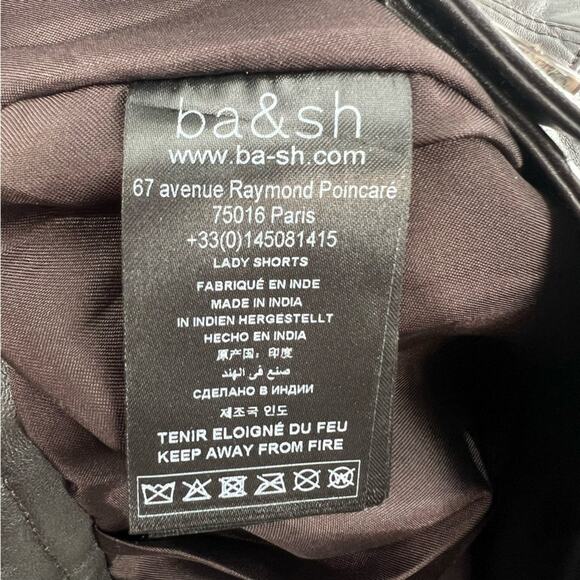 ba&sh
www.ba-sh.com
67 avenue Raymond Poincaré
75016 Paris
+33(0)145081415
LADY SHORTS
FABRIQUÉ EN INDE
MADE IN INDIA
IN INDIEN HERGESTELLT
HECHO EN INDIA
原产国：印度
صنع في الهند
СДЕЛАНО В ИНДИИ
제조국 인도
TENIR ELOIGNÉ DU FEU
KEEP AWAY FROM FIRE